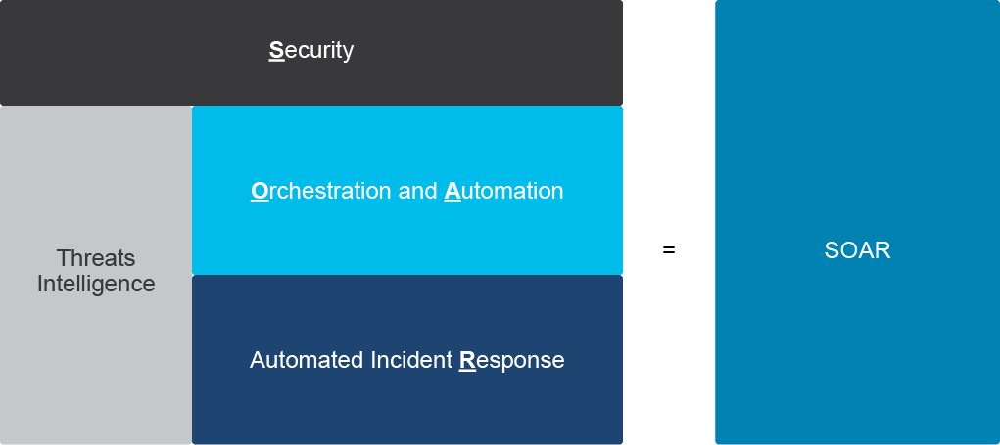 Security
Orchestration and Automation
Threats
Intelligence
Automated Incident Response
=
SOAR